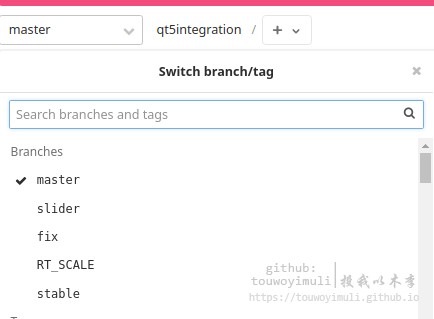 master qt5integration / +
Switch branch/tag
Search branches and tags
Branches
master
slider
fix
RT_SCALE
stable
github:
touwoyimuli
投我以木李
https://touwoyimuli.github.io